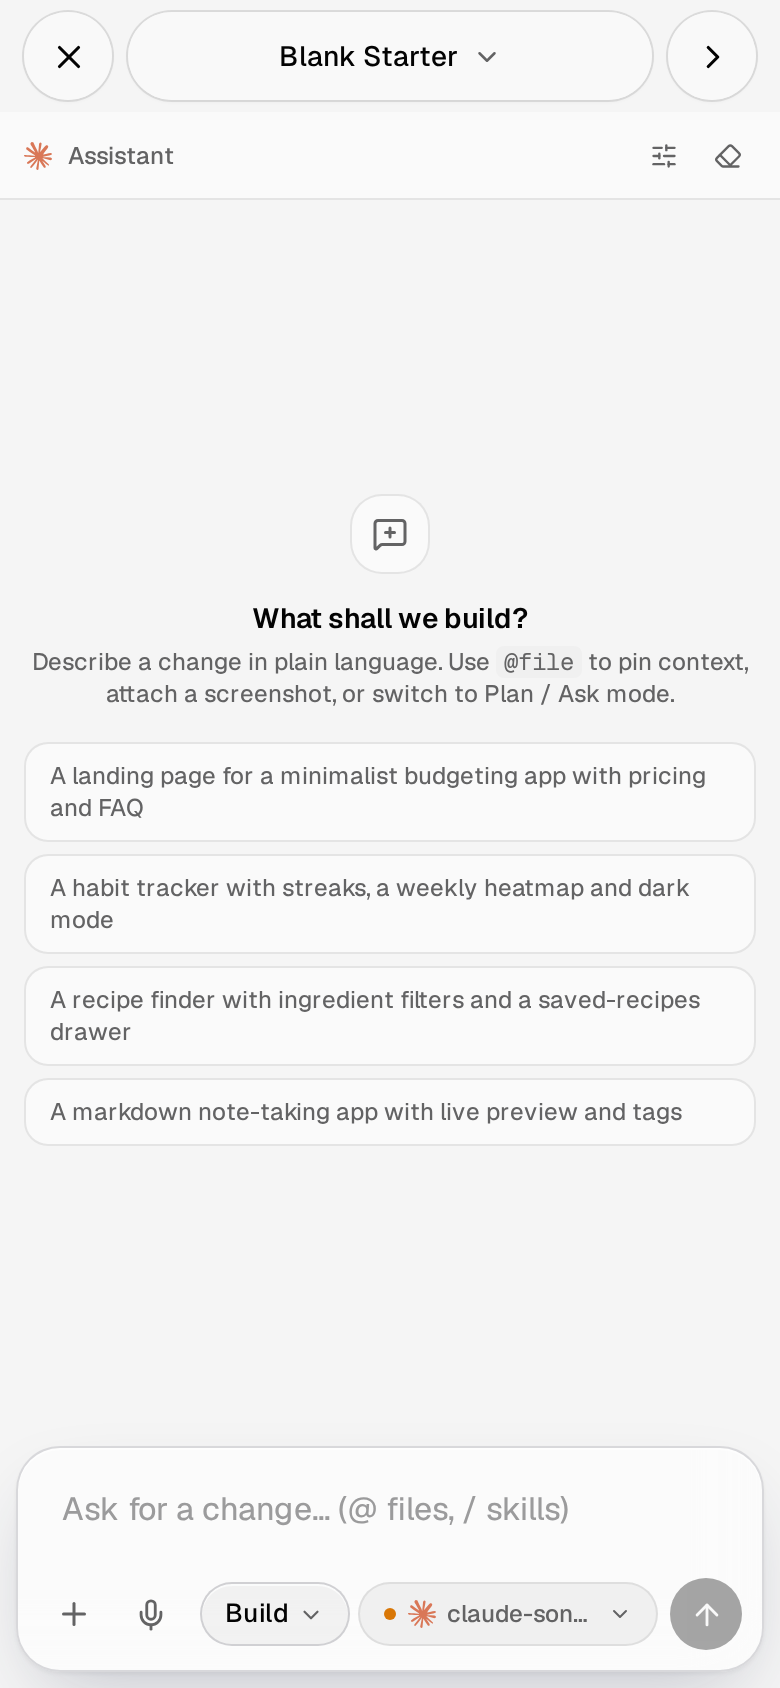 Blank Starter
Assistant
What shall we build?
Describe a change in plain language. Use @file to pin context,
attach a screenshot, or switch to Plan / Ask mode.
A landing page for a minimalist budgeting app with pricing
and FAQ
A habit tracker with streaks, a weekly heatmap and dark
mode
A recipe finder with ingredient filters and a saved-recipes
drawer
A markdown note-taking app with live preview and tags
Ask for a change... (@ files, / skills)
Build
claude-son...